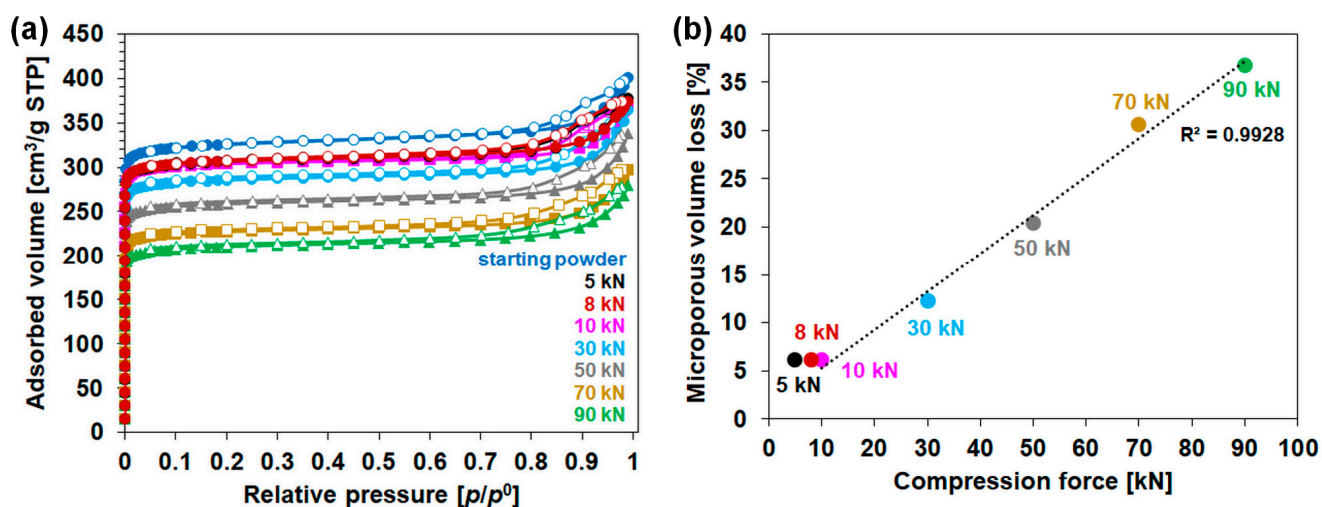 (a)
Adsorbed volume [cm³/g STP]
450
400
350
300
250
200
150
100
50
0
starting powder
5 kN
8 kN
10 kN
30 kN
50 kN
70 kN
90 kN
0 0.1 0.2 0.3 0.4 0.5 0.6 0.7 0.8 0.9 1
Relative pressure [p/p⁰]
(b)
Microporous volume loss [%]
40
35
30
25
20
15
10
5
0
70 kN
90 kN
R² = 0.9928
50 kN
30 kN
8 kN
10 kN
5 kN
0 10 20 30 40 50 60 70 80 90 100
Compression force [kN]